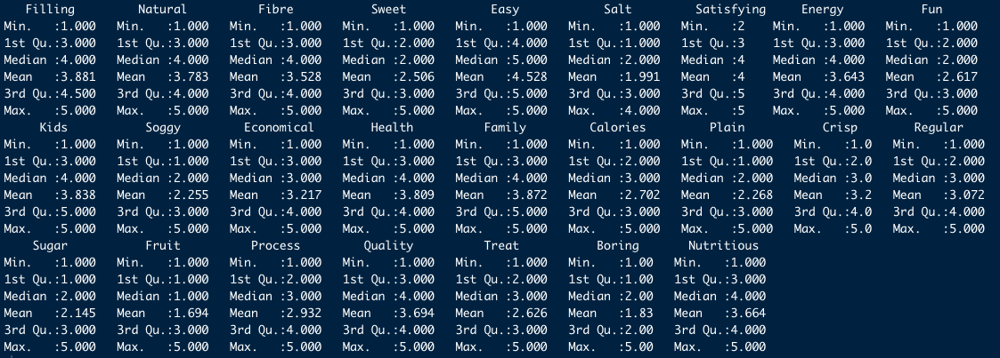 Filling         Natural          Fibre           Sweet            Easy            Salt         Satisfying     Energy           Fun
Min.   :1.000   Min.   :1.000   Min.   :1.000   Min.   :1.000   Min.   :1.000   Min.   :1.000   Min.   :2   Min.   :1.000   Min.   :1.000
1st Qu.:3.000   1st Qu.:3.000   1st Qu.:3.000   1st Qu.:2.000   1st Qu.:4.000   1st Qu.:1.000   1st Qu.:3   1st Qu.:3.000   1st Qu.:2.000
Median :4.000   Median :4.000   Median :4.000   Median :2.000   Median :5.000   Median :2.000   Median :4   Median :4.000   Median :2.000
Mean   :3.881   Mean   :3.783   Mean   :3.528   Mean   :2.506   Mean   :4.528   Mean   :1.991   Mean   :4   Mean   :3.643   Mean   :2.617
3rd Qu.:4.500   3rd Qu.:4.000   3rd Qu.:4.000   3rd Qu.:3.000   3rd Qu.:5.000   3rd Qu.:3.000   3rd Qu.:5   3rd Qu.:4.000   3rd Qu.:3.000
Max.   :5.000   Max.   :5.000   Max.   :5.000   Max.   :5.000   Max.   :5.000   Max.   :4.000   Max.   :5   Max.   :5.000   Max.   :5.000
     Kids           Soggy         Economical        Health          Family         Calories         Plain           Crisp        Regular
Min.   :1.000   Min.   :1.000   Min.   :1.000   Min.   :1.000   Min.   :1.000   Min.   :1.000   Min.   :1.000   Min.   :1.0   Min.   :1.000
1st Qu.:3.000   1st Qu.:1.000   1st Qu.:3.000   1st Qu.:3.000   1st Qu.:3.000   1st Qu.:2.000   1st Qu.:1.000   1st Qu.:2.0   1st Qu.:2.000
Median :4.000   Median :2.000   Median :3.000   Median :4.000   Median :4.000   Median :3.000   Median :2.000   Median :3.0   Median :3.000
Mean   :3.838   Mean   :2.255   Mean   :3.217   Mean   :3.809   Mean   :3.872   Mean   :2.702   Mean   :2.268   Mean   :3.2   Mean   :3.072
3rd Qu.:5.000   3rd Qu.:3.000   3rd Qu.:4.000   3rd Qu.:4.000   3rd Qu.:5.000   3rd Qu.:3.000   3rd Qu.:3.000   3rd Qu.:4.0   3rd Qu.:4.000
Max.   :5.000   Max.   :5.000   Max.   :5.000   Max.   :5.000   Max.   :5.000   Max.   :5.000   Max.   :5.000   Max.   :5.0   Max.   :5.000
    Sugar           Fruit          Process         Quality          Treat           Boring       Nutritious
Min.   :1.000   Min.   :1.000   Min.   :1.000   Min.   :1.000   Min.   :1.000   Min.   :1.00   Min.   :1.000
1st Qu.:1.000   1st Qu.:1.000   1st Qu.:2.000   1st Qu.:3.000   1st Qu.:2.000   1st Qu.:1.00   1st Qu.:3.000
Median :2.000   Median :1.000   Median :3.000   Median :4.000   Median :3.000   Median :2.00   Median :4.000
Mean   :2.145   Mean   :1.694   Mean   :2.932   Mean   :3.694   Mean   :2.626   Mean   :1.83   Mean   :3.664
3rd Qu.:3.000   3rd Qu.:3.000   3rd Qu.:4.000   3rd Qu.:4.000   3rd Qu.:3.000   3rd Qu.:2.00   3rd Qu.:4.000
Max.   :5.000   Max.   :5.000   Max.   :5.000   Max.   :5.000   Max.   :5.000   Max.   :5.00   Max.   :5.000